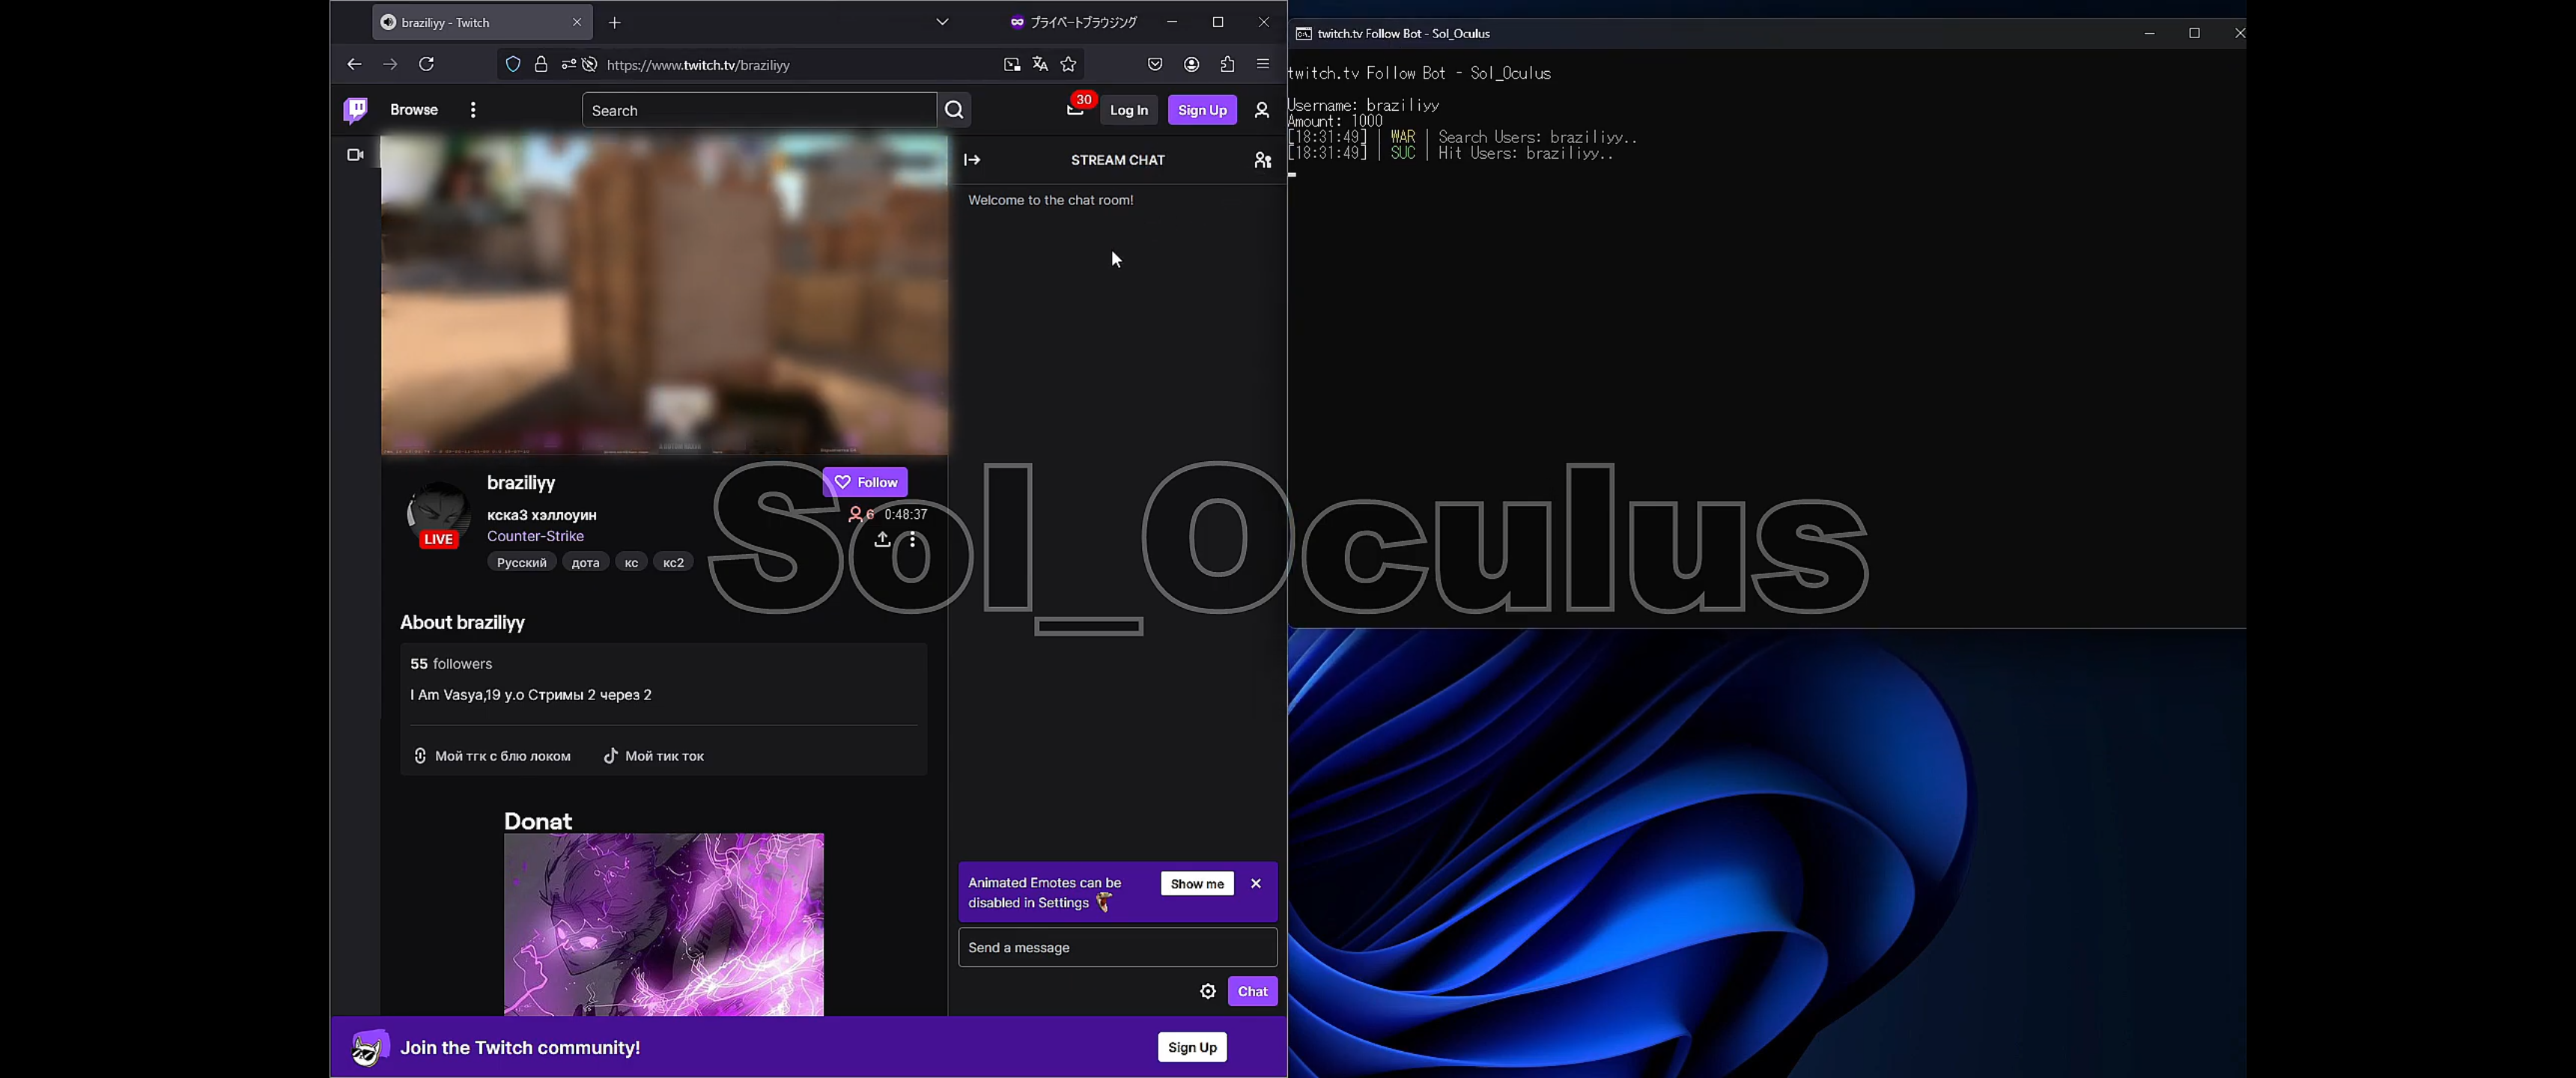 braziliyy - Twitch
プライベートブラウジング
https://www.twitch.tv/braziliyy
Browse
Search
30
Log In
Sign Up
STREAM CHAT
Welcome to the chat room!
braziliyy
Follow
кска3 хэллоуин
6 0:48:37
LIVE
Counter-Strike
Русский дота кс кс2
About braziliyy
55 followers
I Am Vasya,19 y.o Стримы 2 через 2
Мой тгк с блю локом
Мой тик ток
Donat
Animated Emotes can be
disabled in Settings
Show me
Send a message
Chat
Join the Twitch community!
Sign Up
twitch.tv Follow Bot - Sol_Oculus
twitch.tv Follow Bot - Sol_Oculus
Username: braziliyy
Amount: 1000
[18:31:49] | WAR | Search Users: braziliyy..
[18:31:49] | SUC | Hit Users: braziliyy..
Sol_Oculus